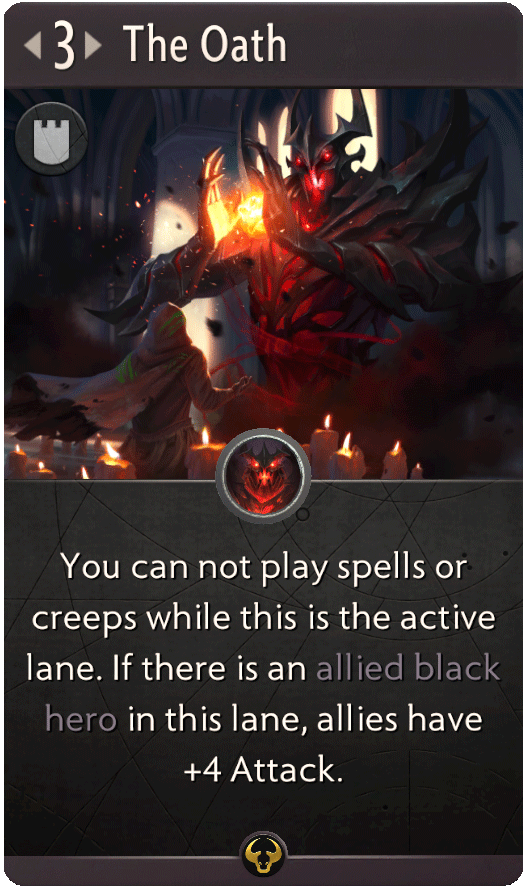 3 The Oath
You can not play spells or
creeps while this is the active
lane. If there is an allied black
hero in this lane, allies have
+4 Attack.